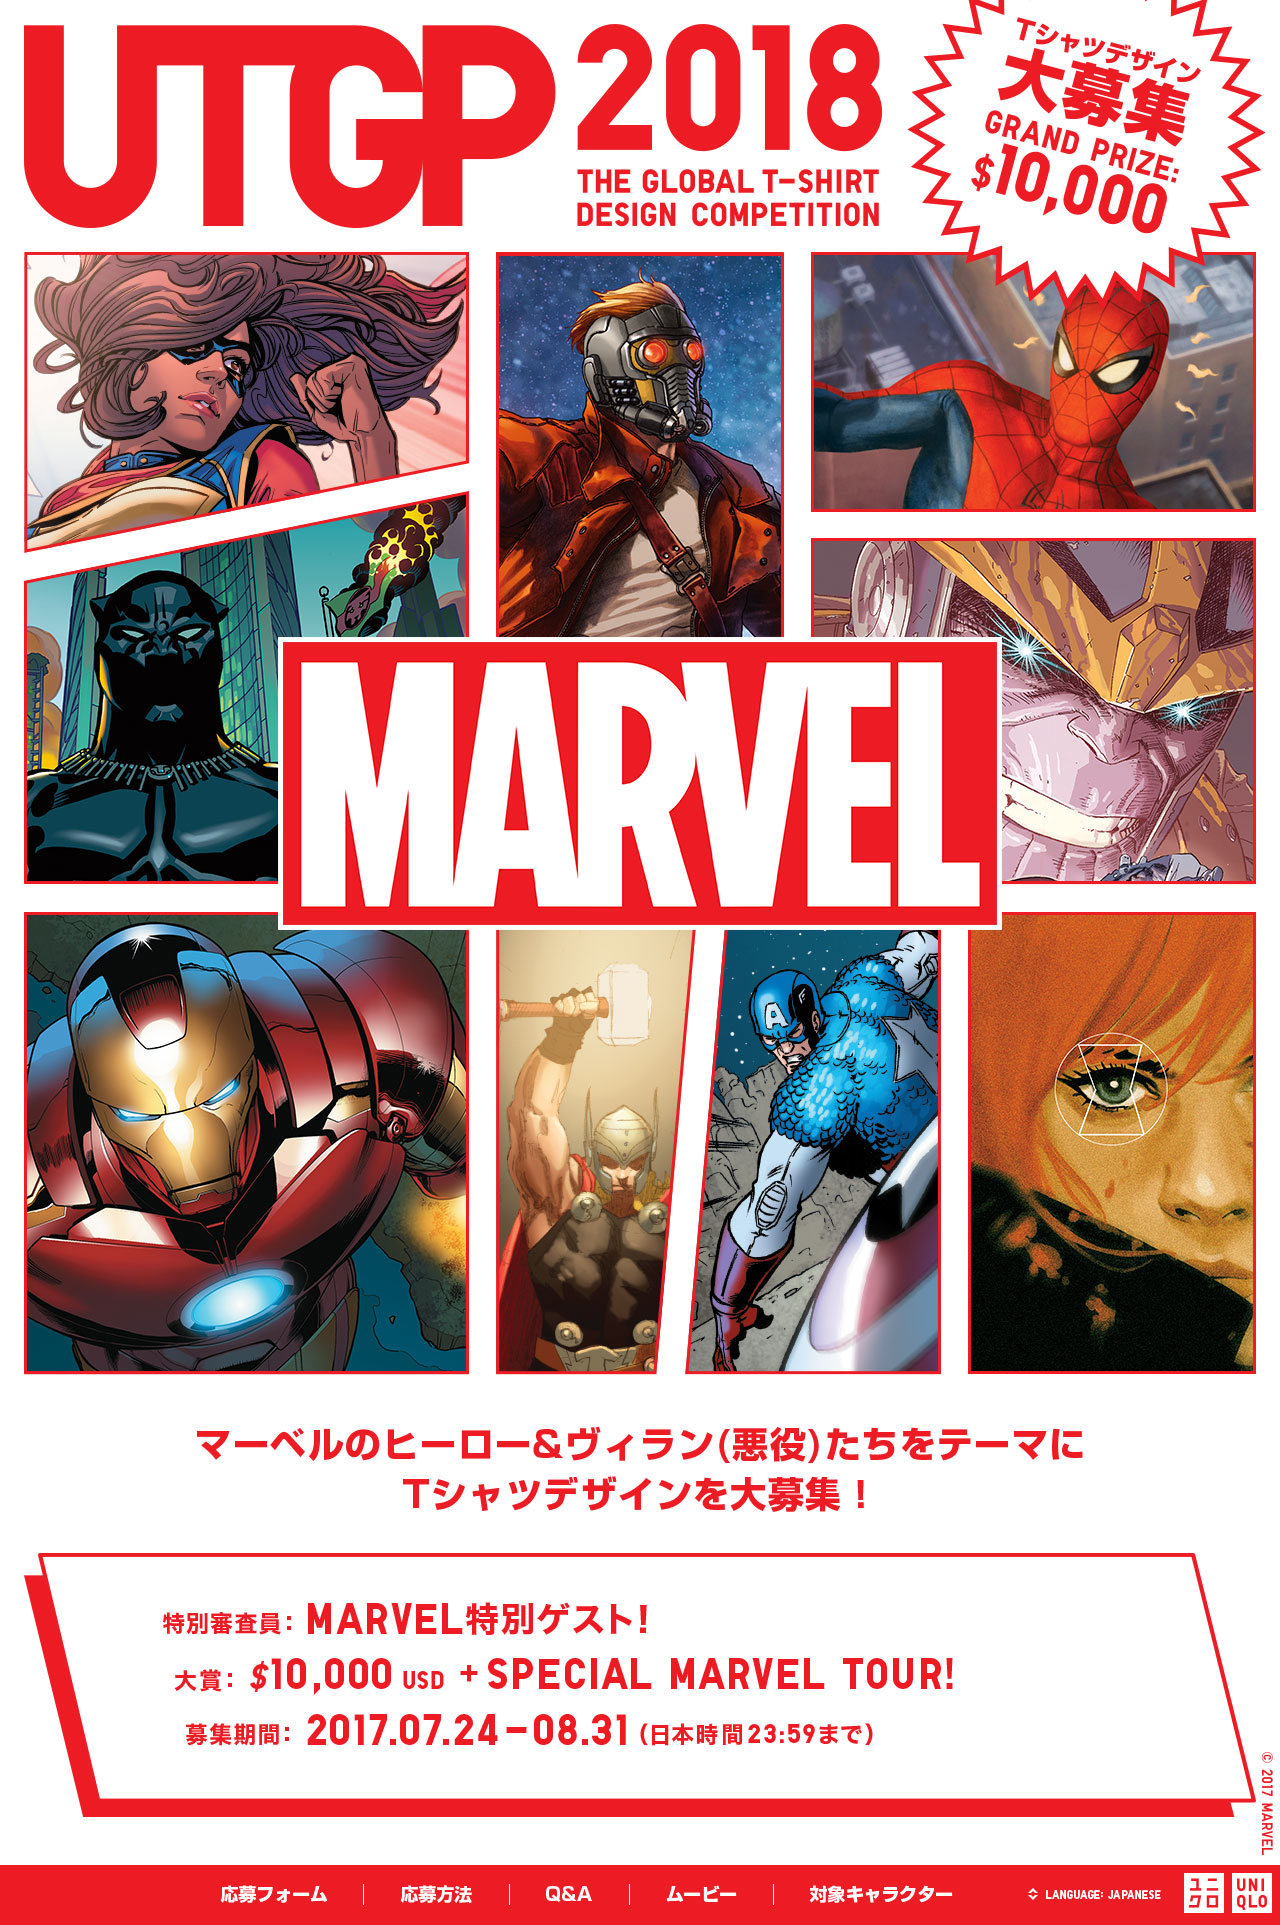 UTGP 2018
THE GLOBAL T-SHIRT
DESIGN COMPETITION
Tシャツデザイン
大募集
GRAND PRIZE:
$10,000
MARVEL
A
マーベルのヒーロー&ヴィラン(悪役)たちをテーマに
Tシャツデザインを大募集！
特別審査員: MARVEL特別ゲスト!
大賞: $10,000 USD + SPECIAL MARVEL TOUR!
募集期間: 2017.07.24-08.31 (日本時間23:59まで)
© 2017 MARVEL
応募フォーム
応募方法
Q&A
ムービー
対象キャラクター
LANGUAGE: JAPANESE
ユニ
クロ
UNI
QLO